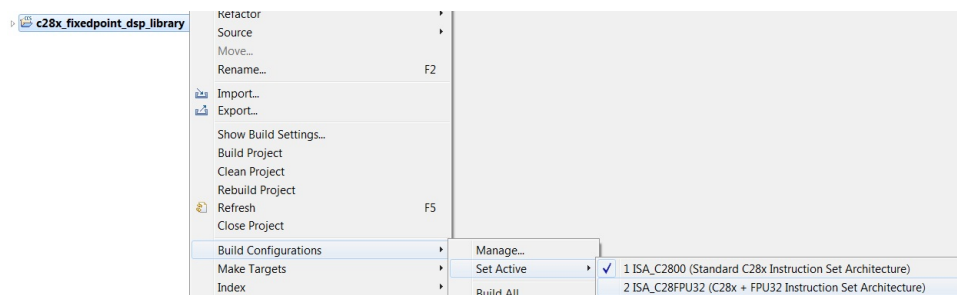 Refactor
c28x_fixedpoint_dsp_library
Source
Move...
Rename... F2
Import...
Export...
Show Build Settings...
Build Project
Clean Project
Rebuild Project
Refresh F5
Close Project
Build Configurations Manage...
Make Targets Set Active 1 ISA_C2800 (Standard C28x Instruction Set Architecture)
Index Build All 2 ISA_C28FPU32 (C28x + FPU32 Instruction Set Architecture)